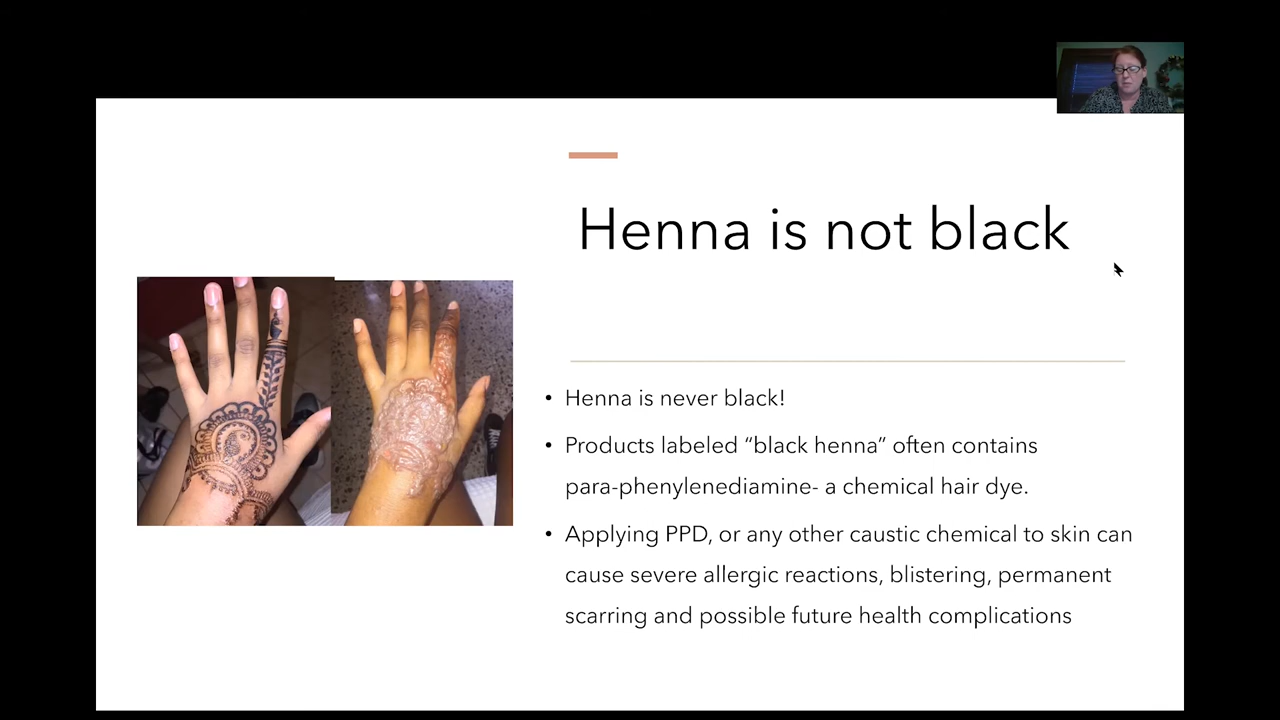 Henna is not black
• Henna is never black!
• Products labeled “black henna” often contains
para-phenylenediamine- a chemical hair dye.
• Applying PPD, or any other caustic chemical to skin can
cause severe allergic reactions, blistering, permanent
scarring and possible future health complications